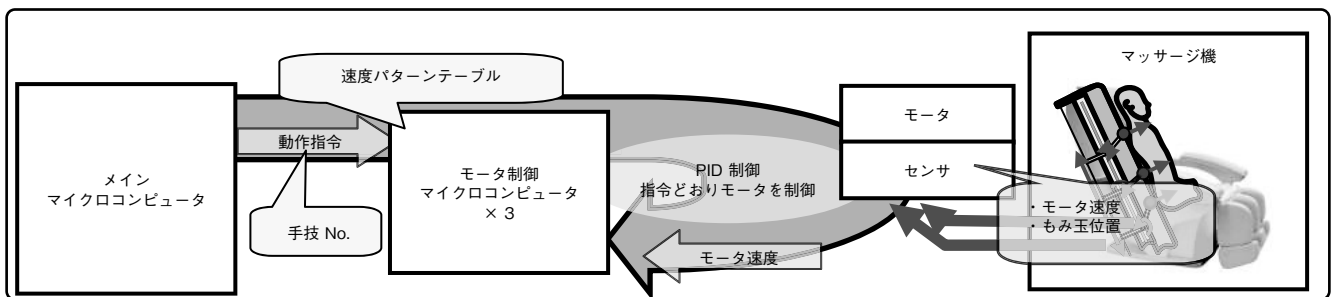 マッサージ機
速度パターンテーブル
動作指令
メイン
マイクロコンピュータ
手技 No.
モータ制御
マイクロコンピュータ
× 3
PID 制御
指令どおりモータを制御
モータ速度
モータ
センサ
・モータ速度
・もみ玉位置